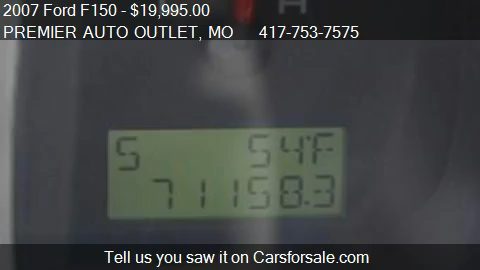 2007 Ford F150 - $19,995.00
PREMIER AUTO OUTLET, MO 417-753-7575
S 54°F
71158.3
Tell us you saw it on Carsforsale.com